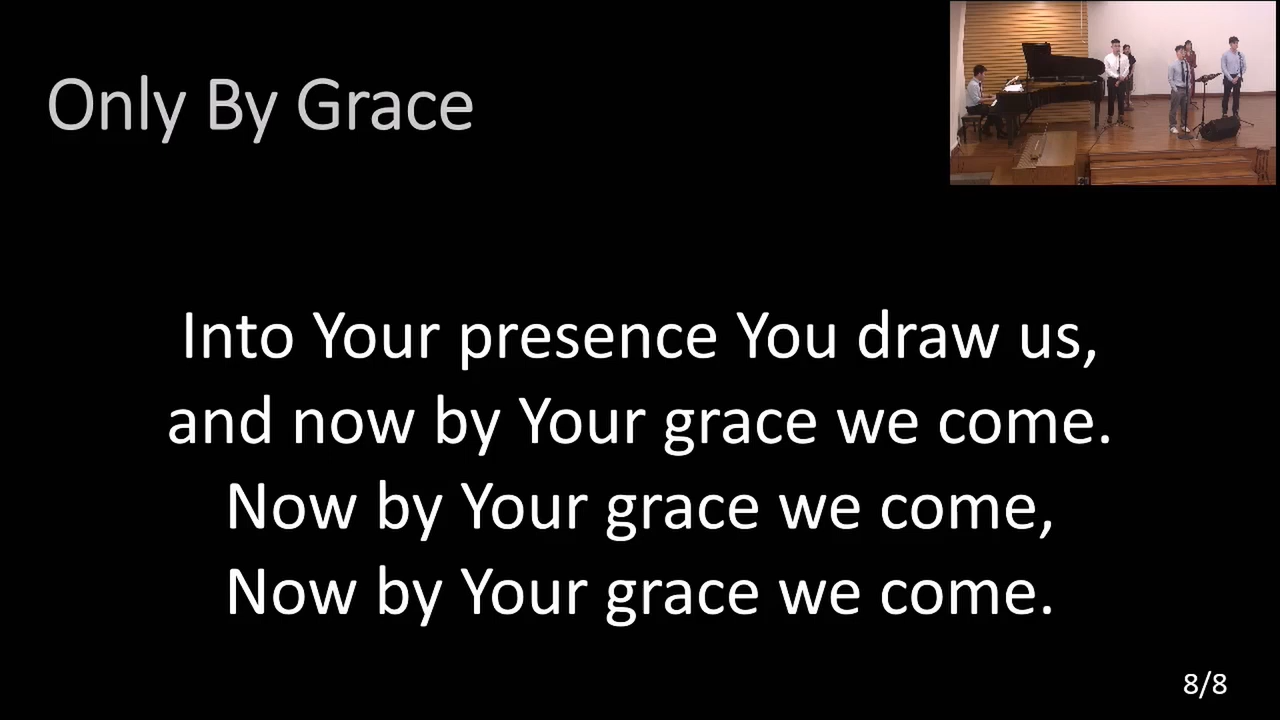 Only By Grace
Into Your presence You draw us,
and now by Your grace we come.
Now by Your grace we come,
Now by Your grace we come.
8/8